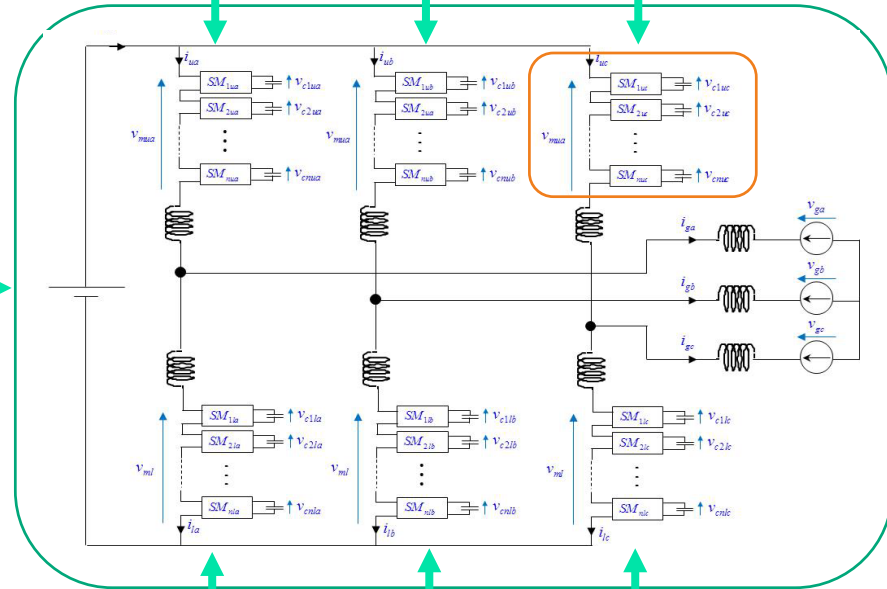 i_ua i_ub i_uc
SM_1ua v_c1ua SM_1ub v_c1ub SM_1uc v_c1uc
SM_2ua v_c2ua SM_2ua v_c2ub SM_2uc v_c2uc
v_mua v_mua v_mua
SM_nua v_cnua SM_nub v_cnub SM_nuc v_cnuc
i_ga v_ga
i_gb v_gb
i_gc v_gc
SM_1la v_c1la SM_1lb v_c1lb SM_1lc v_c1lc
SM_2la v_c2la SM_2lb v_c2lb SM_2lc v_c2lc
v_ml v_ml v_ml
SM_nla v_cnla SM_nlb v_cnlb SM_nlc v_cnlc
i_la i_lb i_lc